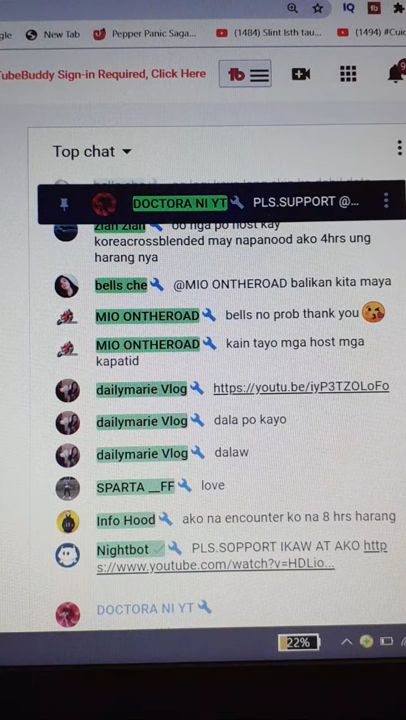 gle New Tab Pepper Panic Saga... (1484) Slint Isth tau... (1494) #Cuic
TubeBuddy Sign-in Required, Click Here
Top chat
DOCTORA NI YT PLS.SUPPORT @...
zian zian oo nga po host kay
koreacrossblended may napanood ako 4hrs ung
harang nya
bells che @MIO ONTHEROAD balikan kita maya
MIO ONTHEROAD bells no prob thank you
MIO ONTHEROAD kain tayo mga host mga
kapatid
dailymarie Vlog https://youtu.be/iyP3TZOLoFo
dailymarie Vlog dala po kayo
dailymarie Vlog dalaw
SPARTA __FF love
Info Hood ako na encounter ko na 8 hrs harang
Nightbot PLS.SOPPORT IKAW AT AKO http
s://www.youtube.com/watch?v=HDLio...
DOCTORA NI YT
22%